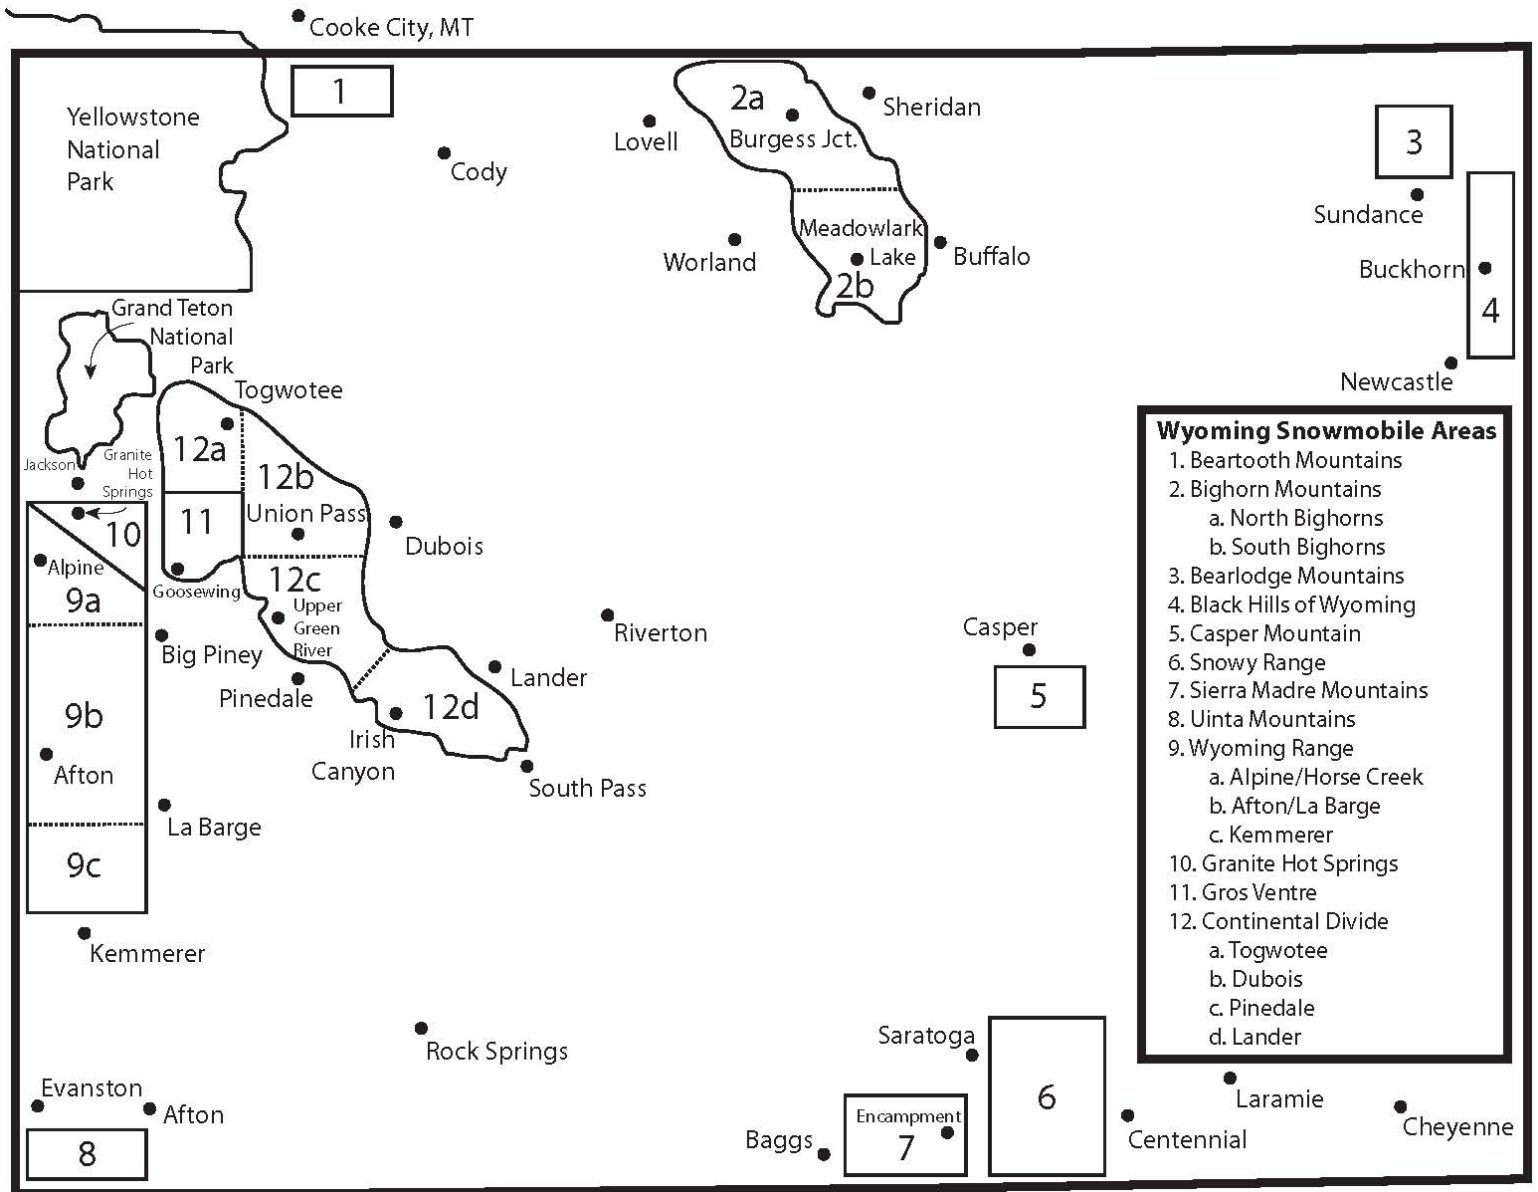 Cooke City, MT
1
Yellowstone
National
Park
Cody
Lovell
2a
Burgess Jct.
Sheridan
3
Sundance
Worland
Meadowlark
Lake
2b
Buffalo
Buckhorn
4
Newcastle
Grand Teton
National
Park
Togwotee
Jackson
Granite
Hot
Springs
12a
12b
Union Pass
11
10
Dubois
Alpine
9a
Goosewing
12c
Upper
Green
River
Big Piney
Pinedale
Riverton
Lander
12d
Irish
Canyon
South Pass
Casper
5
9b
Afton
La Barge
9c
Kemmerer
Rock Springs
Evanston
Afton
8
Saratoga
6
Encampment
7
Baggs
Centennial
Laramie
Cheyenne
Wyoming Snowmobile Areas
1. Beartooth Mountains
2. Bighorn Mountains
a. North Bighorns
b. South Bighorns
3. Bearlodge Mountains
4. Black Hills of Wyoming
5. Casper Mountain
6. Snowy Range
7. Sierra Madre Mountains
8. Uinta Mountains
9. Wyoming Range
a. Alpine/Horse Creek
b. Afton/La Barge
c. Kemmerer
10. Granite Hot Springs
11. Gros Ventre
12. Continental Divide
a. Togwotee
b. Dubois
c. Pinedale
d. Lander